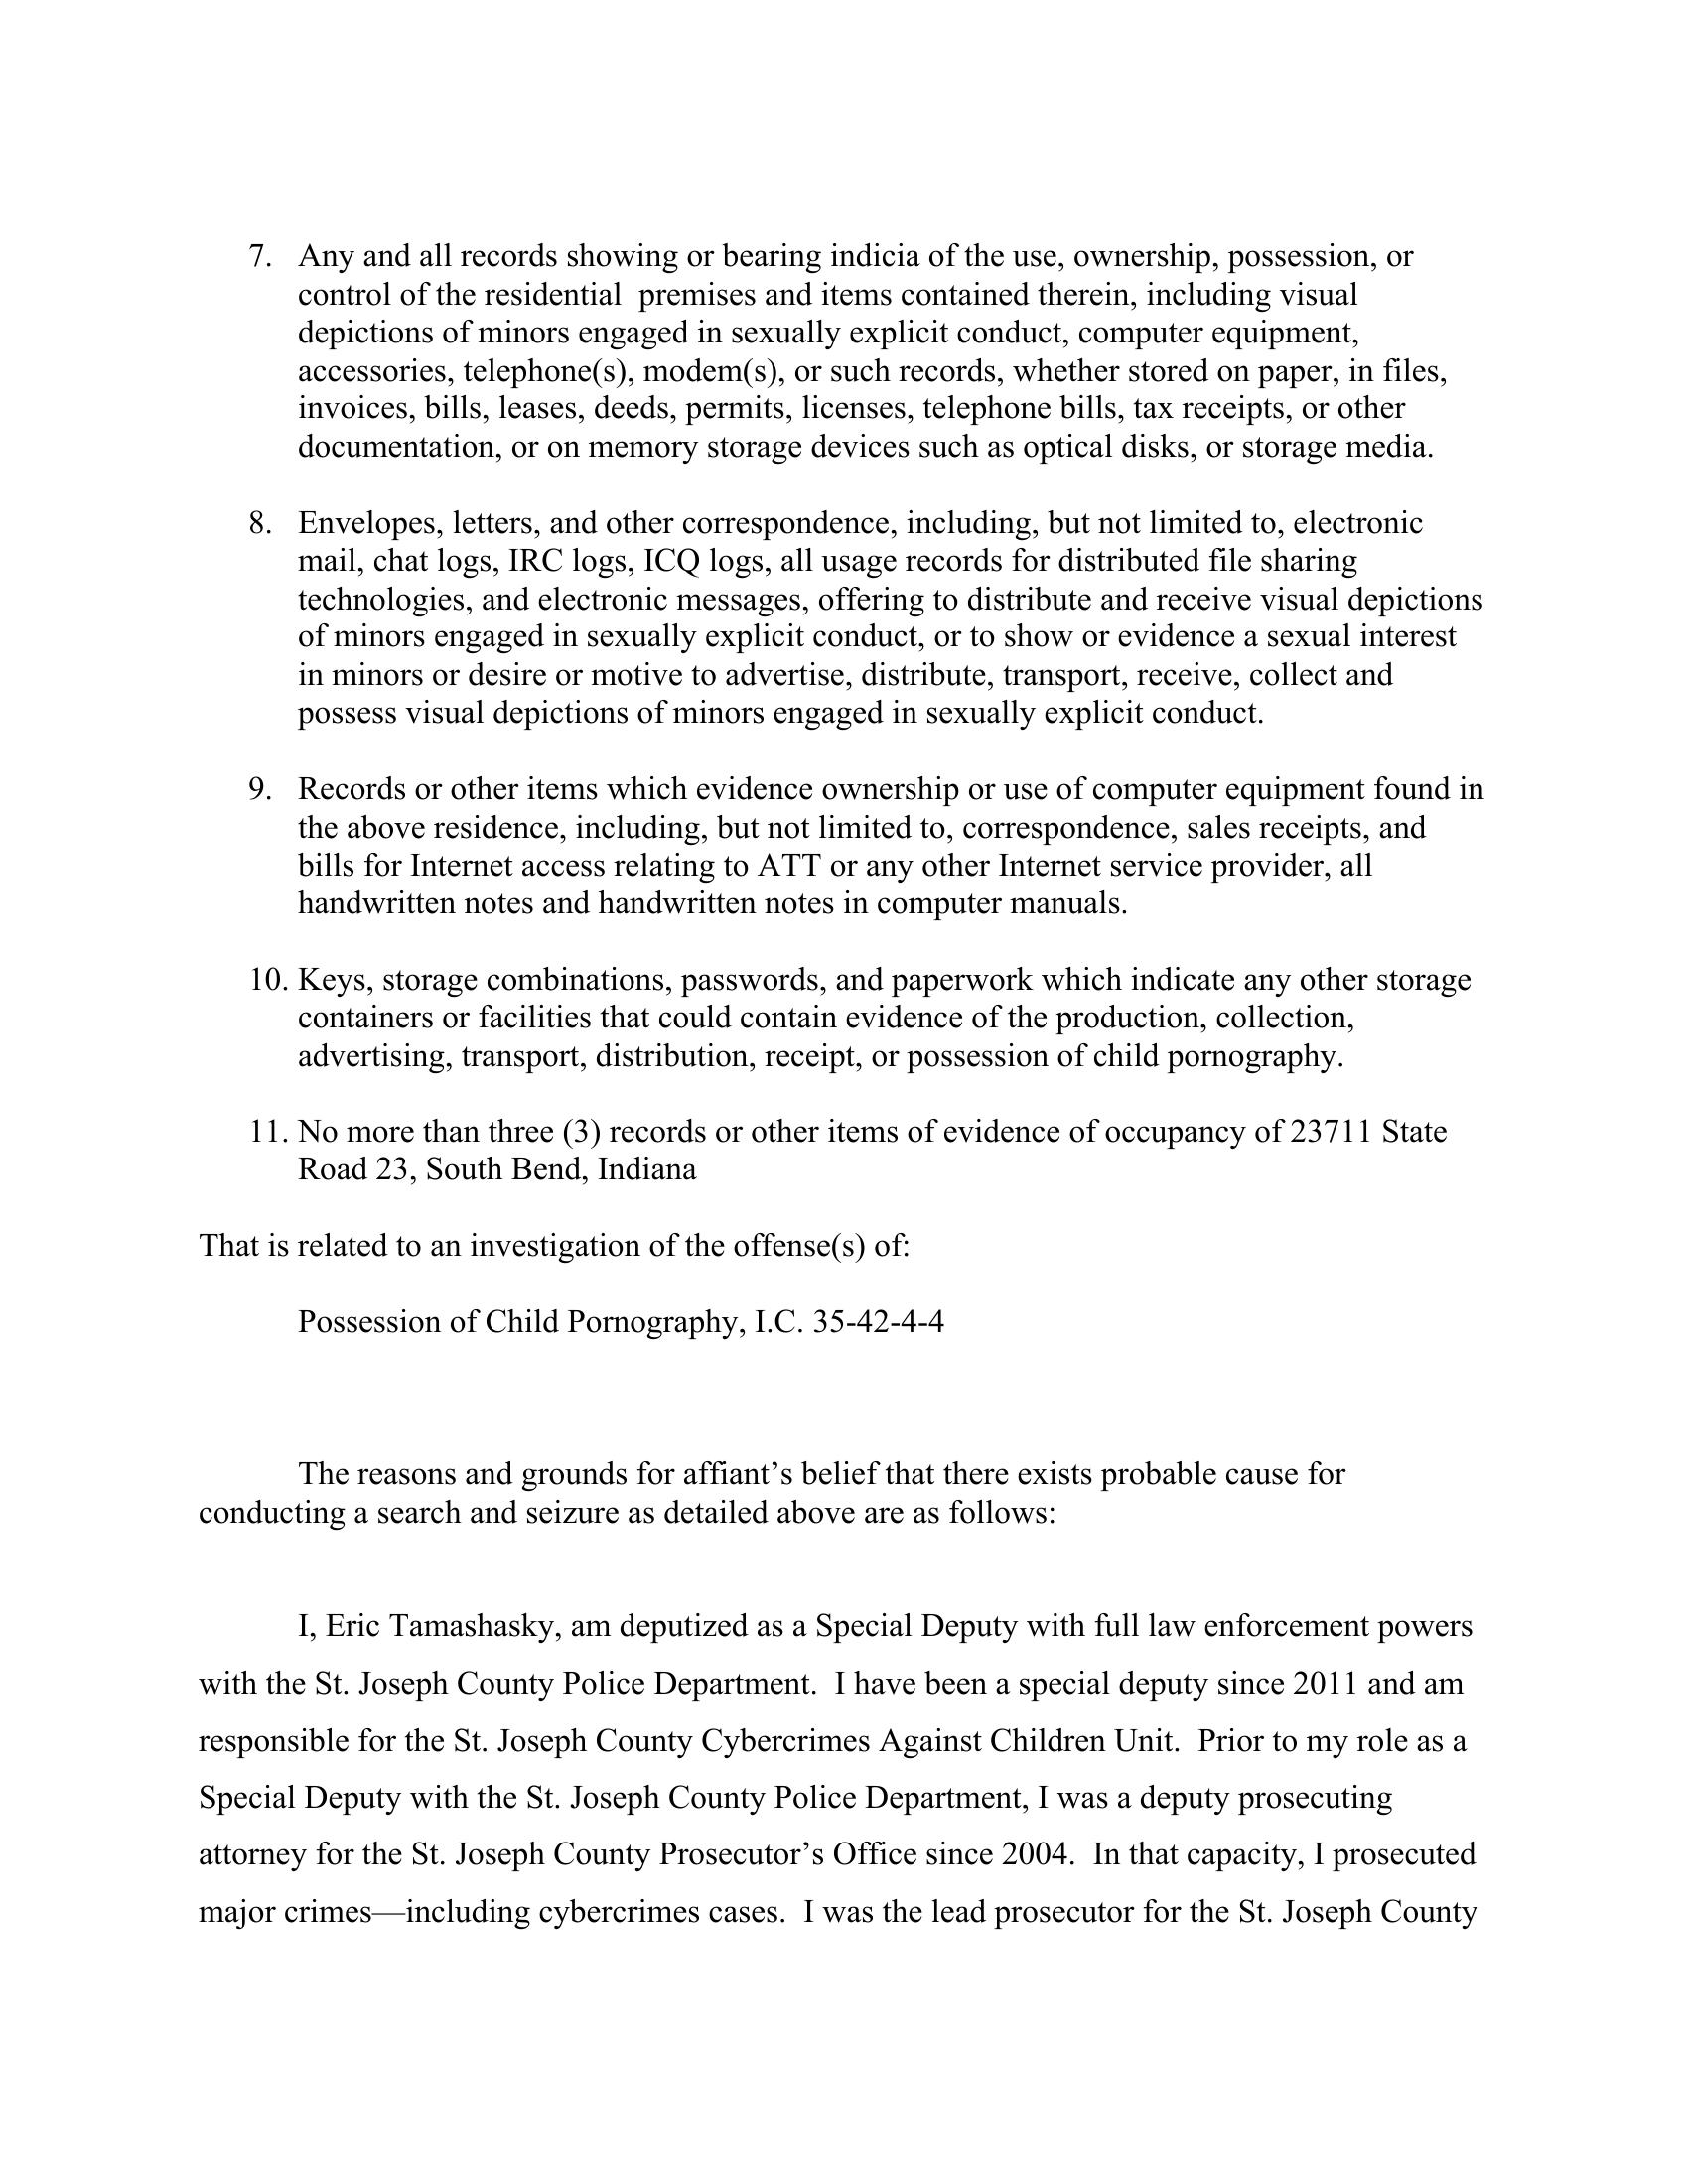 7. Any and all records showing or bearing indicia of the use, ownership, possession, or
control of the residential  premises and items contained therein, including visual
depictions of minors engaged in sexually explicit conduct, computer equipment,
accessories, telephone(s), modem(s), or such records, whether stored on paper, in files,
invoices, bills, leases, deeds, permits, licenses, telephone bills, tax receipts, or other
documentation, or on memory storage devices such as optical disks, or storage media.
8. Envelopes, letters, and other correspondence, including, but not limited to, electronic
mail, chat logs, IRC logs, ICQ logs, all usage records for distributed file sharing
technologies, and electronic messages, offering to distribute and receive visual depictions
of minors engaged in sexually explicit conduct, or to show or evidence a sexual interest
in minors or desire or motive to advertise, distribute, transport, receive, collect and
possess visual depictions of minors engaged in sexually explicit conduct.
9. Records or other items which evidence ownership or use of computer equipment found in
the above residence, including, but not limited to, correspondence, sales receipts, and
bills for Internet access relating to ATT or any other Internet service provider, all
handwritten notes and handwritten notes in computer manuals.
10. Keys, storage combinations, passwords, and paperwork which indicate any other storage
containers or facilities that could contain evidence of the production, collection,
advertising, transport, distribution, receipt, or possession of child pornography.
11. No more than three (3) records or other items of evidence of occupancy of 23711 State
Road 23, South Bend, Indiana
That is related to an investigation of the offense(s) of:
Possession of Child Pornography, I.C. 35-42-4-4
The reasons and grounds for affiant’s belief that there exists probable cause for
conducting a search and seizure as detailed above are as follows:
I, Eric Tamashasky, am deputized as a Special Deputy with full law enforcement powers
with the St. Joseph County Police Department.  I have been a special deputy since 2011 and am
responsible for the St. Joseph County Cybercrimes Against Children Unit.  Prior to my role as a
Special Deputy with the St. Joseph County Police Department, I was a deputy prosecuting
attorney for the St. Joseph County Prosecutor’s Office since 2004.  In that capacity, I prosecuted
major crimes—including cybercrimes cases.  I was the lead prosecutor for the St. Joseph County